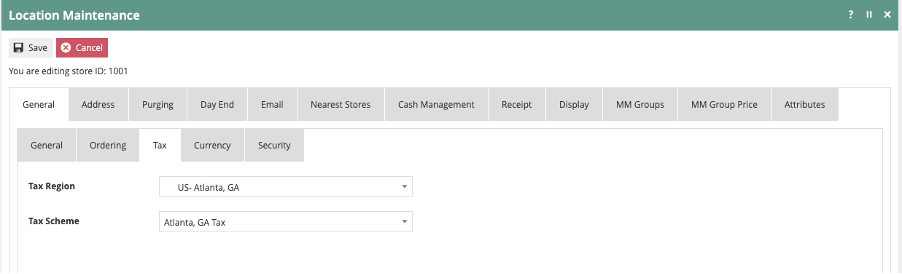 Location Maintenance ? II ×
Save Cancel
You are editing store ID: 1001
General Address Purging Day End Email Nearest Stores Cash Management Receipt Display MM Groups MM Group Price Attributes
General Ordering Tax Currency Security
Tax Region US- Atlanta, GA
Tax Scheme Atlanta, GA Tax